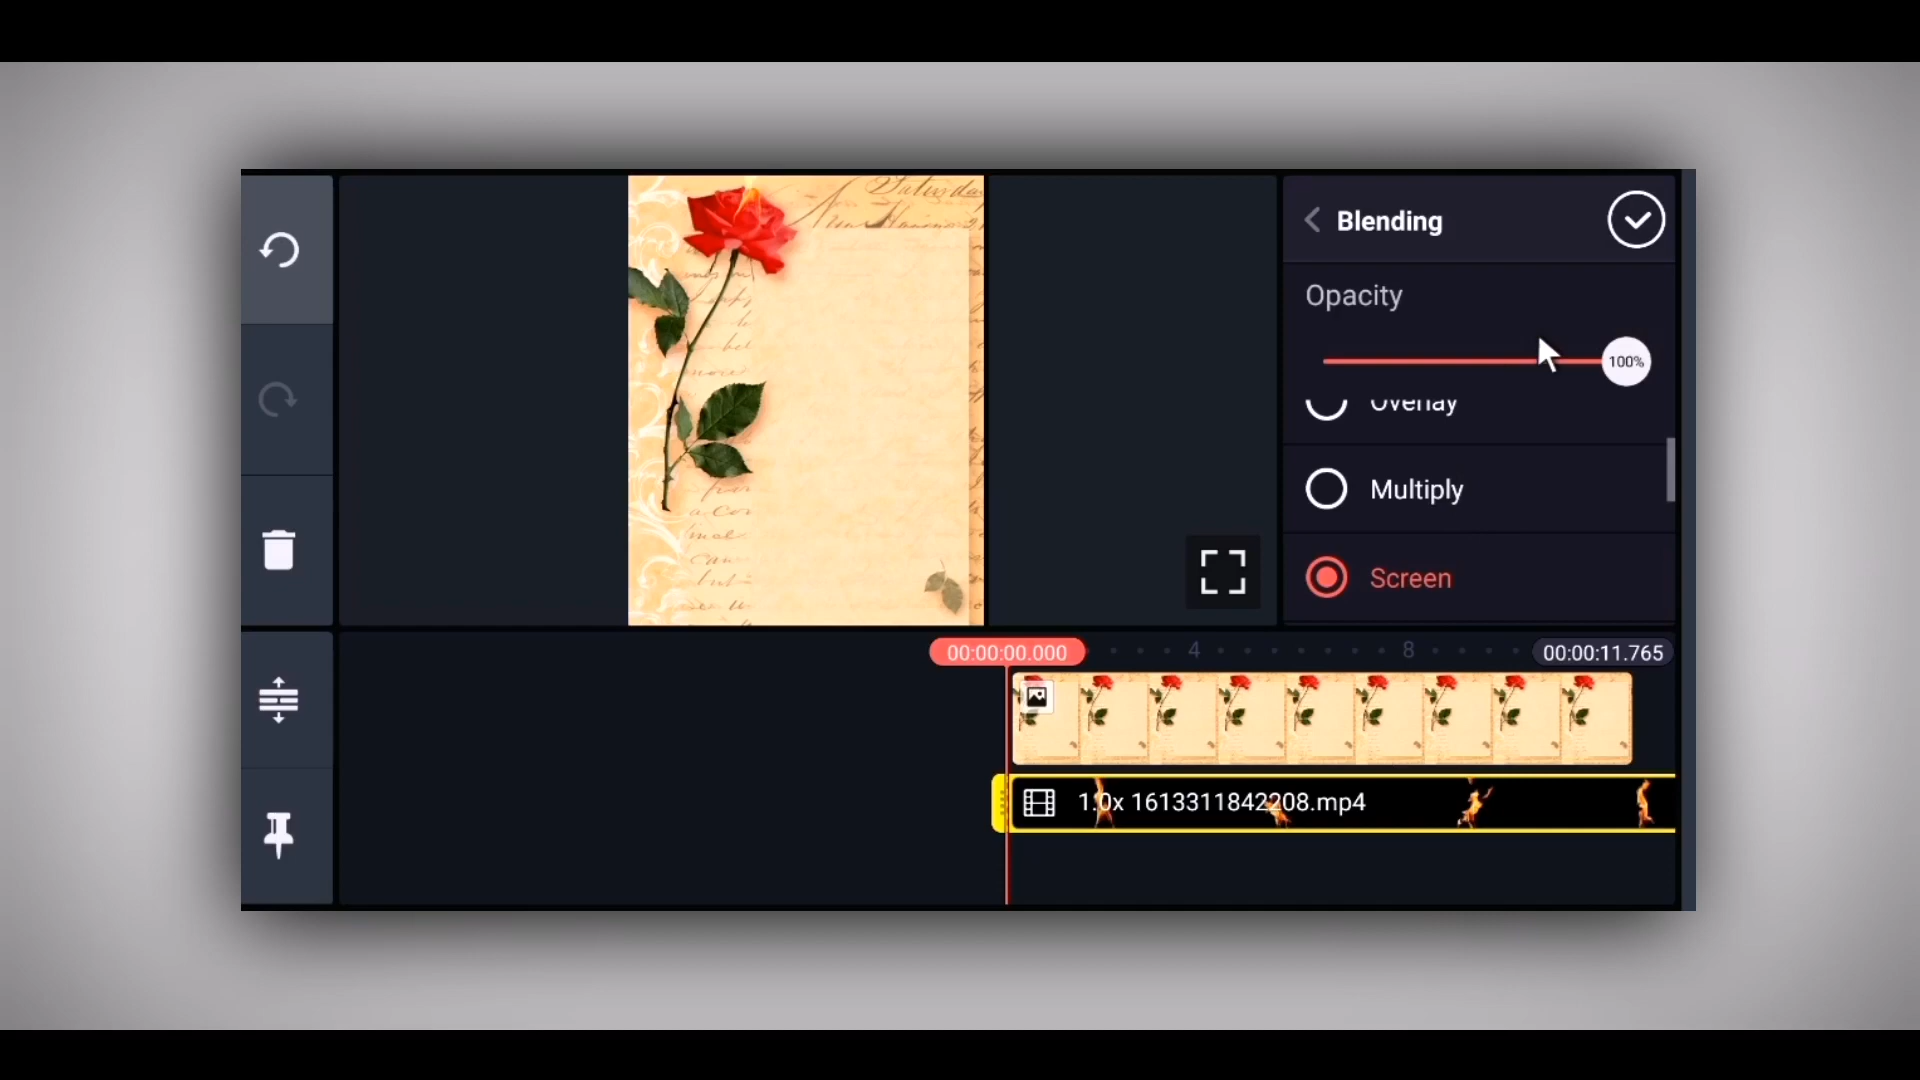 Saturday
Blending
Opacity
100%
Overlay
Multiply
Screen
00:00:00.000
4
8
00:00:11.765
1.0x 1613311842208.mp4